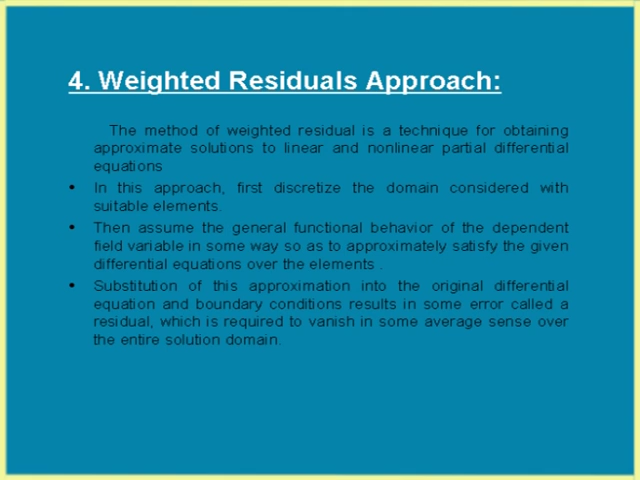 4. Weighted Residuals Approach:
The method of weighted residual is a technique for obtaining
approximate solutions to linear and nonlinear partial differential
equations
• In this approach, first discretize the domain considered with
suitable elements.
• Then assume the general functional behavior of the dependent
field variable in some way so as to approximately satisfy the given
differential equations over the elements .
• Substitution of this approximation into the original differential
equation and boundary conditions results in some error called a
residual, which is required to vanish in some average sense over
the entire solution domain.